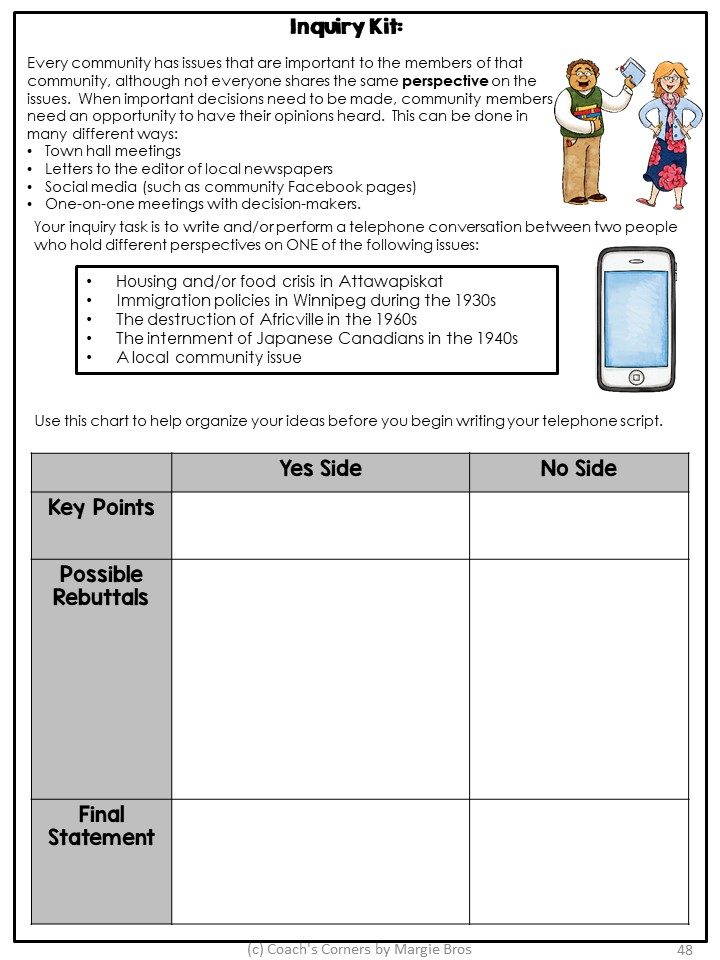 Inquiry Kit:
Every community has issues that are important to the members of that
community, although not everyone shares the same perspective on the
issues. When important decisions need to be made, community members
need an opportunity to have their opinions heard. This can be done in
many different ways:
• Town hall meetings
• Letters to the editor of local newspapers
• Social media (such as community Facebook pages)
• One-on-one meetings with decision-makers.
Your inquiry task is to write and/or perform a telephone conversation between two people
who hold different perspectives on ONE of the following issues:
• Housing and/or food crisis in Attawapiskat
• Immigration policies in Winnipeg during the 1930s
• The destruction of Africville in the 1960s
• The internment of Japanese Canadians in the 1940s
• A local community issue
Use this chart to help organize your ideas before you begin writing your telephone script.
Yes Side
No Side
Key Points
Possible
Rebuttals
Final
Statement
(c) Coach's Corners by Margie Bros
48